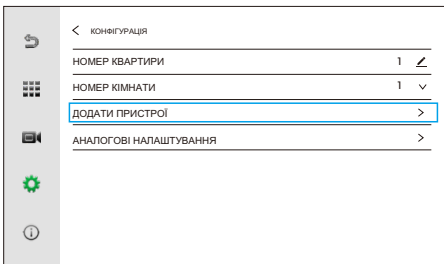 КОНФІГУРАЦІЯ
НОМЕР КВАРТИРИ 1
НОМЕР КІМНАТИ 1
ДОДАТИ ПРИСТРОЇ
АНАЛОГОВІ НАЛАШТУВАННЯ